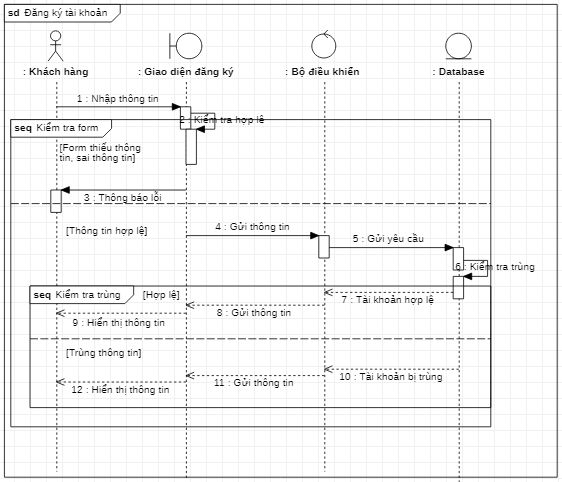 sd Đăng ký tài khoản
: Khách hàng
: Giao diện đăng ký
: Bộ điều khiển
: Database
1 : Nhập thông tin
2 : Kiểm tra hợp lê
seq Kiểm tra form
[Form thiếu thông
tin, sai thông tin]
3 : Thông báo lỗi
[Thông tin hợp lệ]
4 : Gửi thông tin
5 : Gửi yêu cầu
6 : Kiểm tra trùng
seq Kiểm tra trùng
[Hợp lệ]
7 : Tài khoản hợp lệ
8 : Gửi thông tin
9 : Hiển thị thông tin
[Trùng thông tin]
10 : Tài khoản bị trùng
11 : Gửi thông tin
12 : Hiển thị thông tin